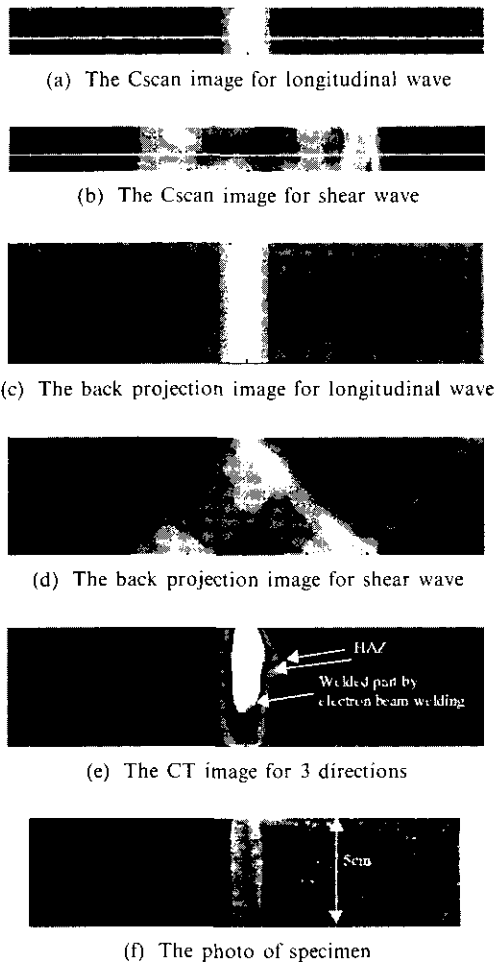 (a) The Cscan image for longitudinal wave
(b) The Cscan image for shear wave
(c) The back projection image for longitudinal wave
(d) The back projection image for shear wave
HAZ
Welded part by
electron beam welding
(e) The CT image for 3 directions
5cm
(f) The photo of specimen